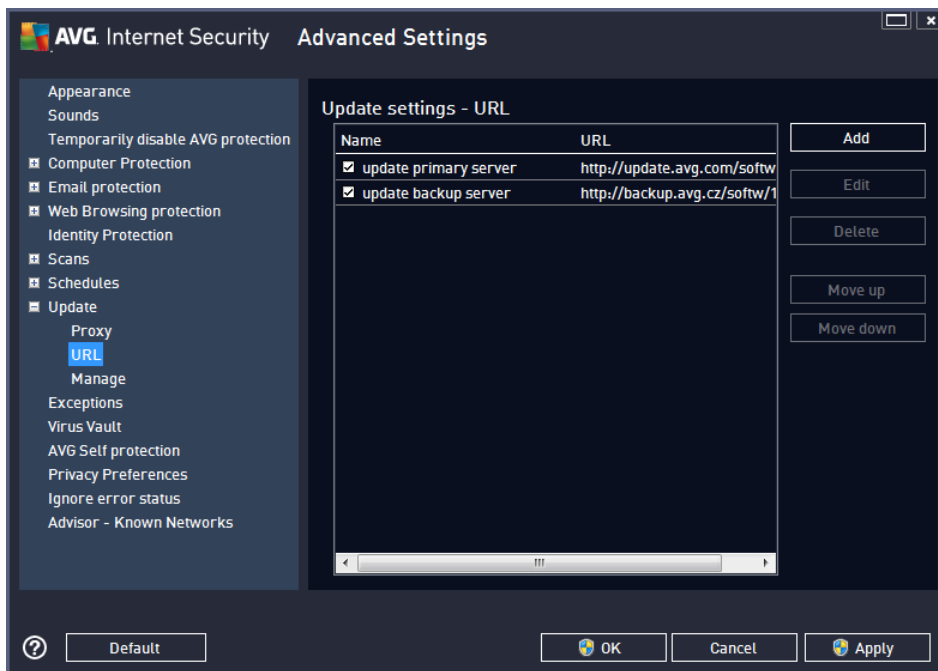 AVG. Internet Security Advanced Settings
Appearance
Sounds
Temporarily disable AVG protection
Computer Protection
Email protection
Web Browsing protection
Identity Protection
Scans
Schedules
Update
Proxy
URL
Manage
Exceptions
Virus Vault
AVG Self protection
Privacy Preferences
Ignore error status
Advisor - Known Networks
Update settings - URL
Name URL
update primary server http://update.avg.com/softw
update backup server http://backup.avg.cz/softw/1
Add
Edit
Delete
Move up
Move down
Default
OK
Cancel
Apply